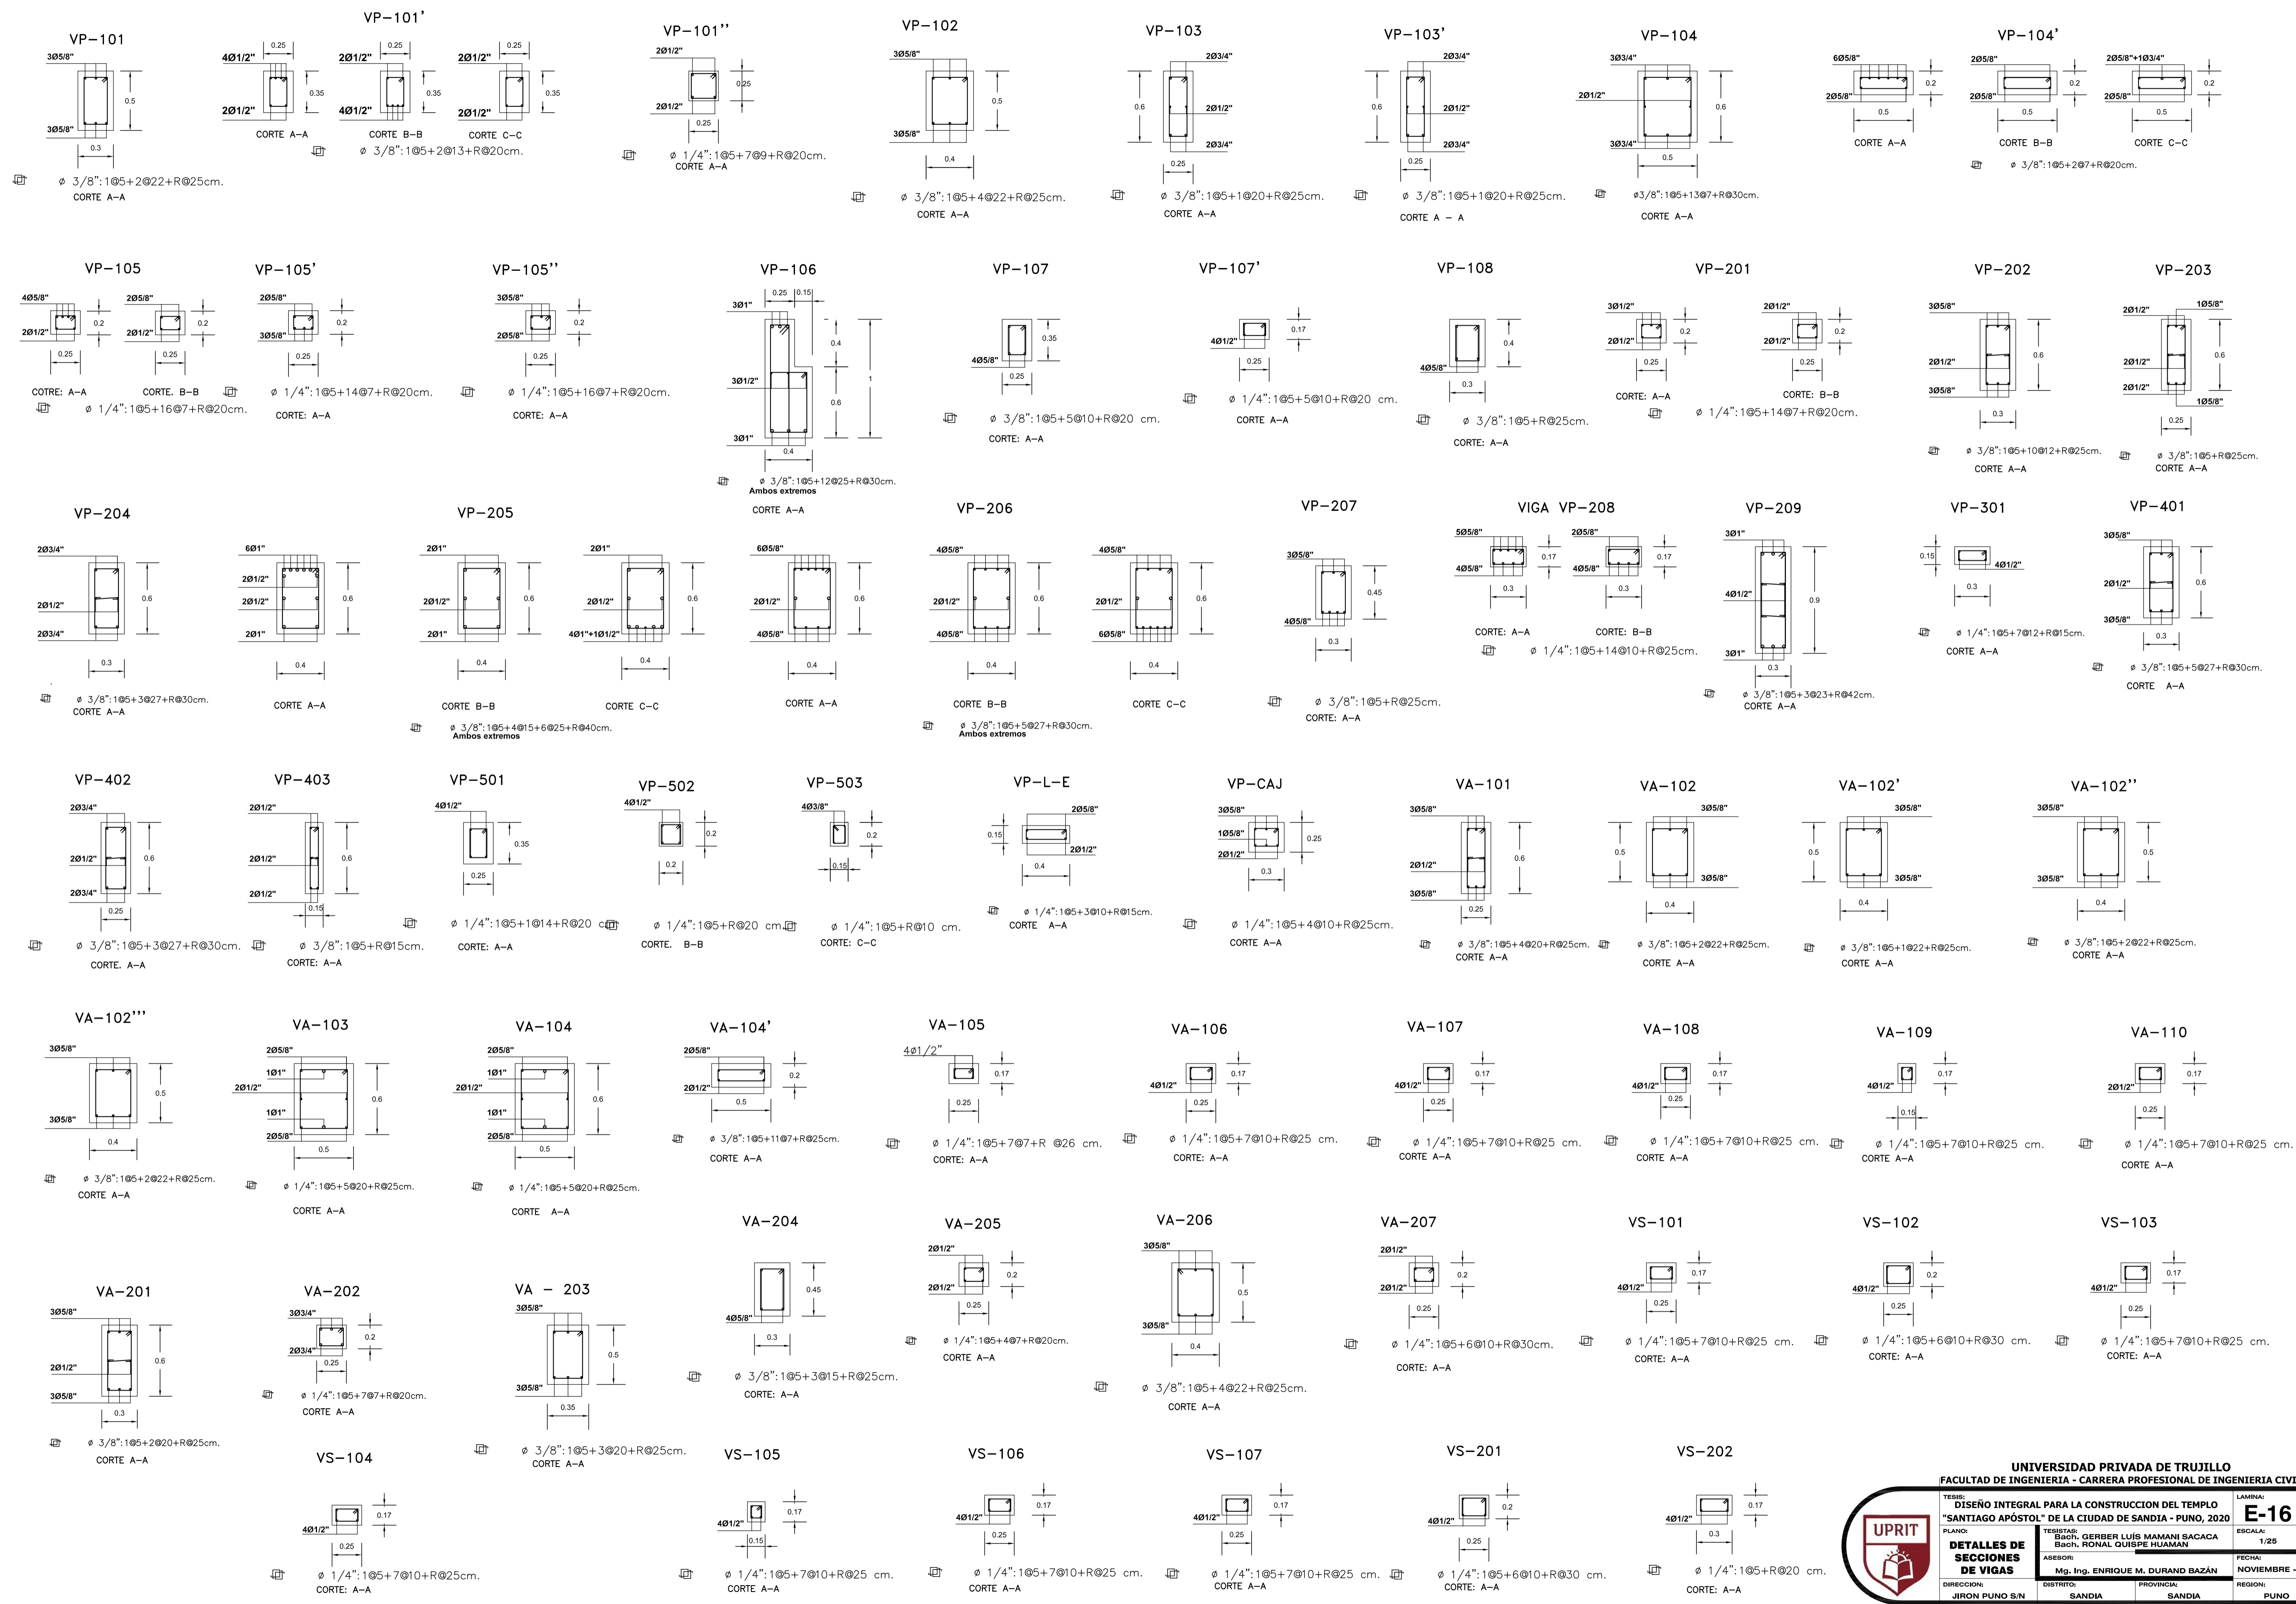 VP-101
3Ø5/8"
0.5
3Ø5/8"
0.3
ø 3/8":1@5+2@22+R@25cm.
CORTE A-A
VP-101'
0.25
4Ø1/2"
0.35
2Ø1/2"
CORTE A-A
0.25
2Ø1/2"
0.35
4Ø1/2"
CORTE B-B
0.25
2Ø1/2"
0.35
2Ø1/2"
CORTE C-C
ø 3/8":1@5+2@13+R@20cm.
VP-101''
2Ø1/2"
0.25
2Ø1/2"
0.25
ø 1/4":1@5+7@9+R@20cm.
CORTE A-A
VP-102
3Ø5/8"
0.5
3Ø5/8"
0.4
ø 3/8":1@5+4@22+R@25cm.
CORTE A-A
VP-103
2Ø3/4"
0.6
2Ø1/2"
2Ø3/4"
0.25
ø 3/8":1@5+1@20+R@25cm.
CORTE A-A
VP-103'
2Ø3/4"
0.6
2Ø1/2"
2Ø3/4"
0.25
ø 3/8":1@5+1@20+R@25cm.
CORTE A - A
VP-104
3Ø3/4"
2Ø1/2"
0.6
3Ø3/4"
0.5
ø3/8":1@5+13@7+R@30cm.
CORTE A-A
VP-104'
6Ø5/8"
0.2
2Ø5/8"
0.5
CORTE A-A
2Ø5/8"
0.2
2Ø5/8"
0.5
CORTE B-B
2Ø5/8"+1Ø3/4"
0.2
2Ø5/8"
0.5
CORTE C-C
ø 3/8":1@5+2@7+R@20cm.
VP-105
4Ø5/8"
0.2
2Ø1/2"
0.25
COTRE: A-A
2Ø5/8"
0.2
2Ø1/2"
0.25
CORTE. B-B
ø 1/4":1@5+16@7+R@20cm.
VP-105'
2Ø5/8"
0.2
3Ø5/8"
0.25
ø 1/4":1@5+14@7+R@20cm.
CORTE: A-A
VP-105''
3Ø5/8"
0.2
2Ø5/8"
0.25
ø 1/4":1@5+16@7+R@20cm.
CORTE: A-A
VP-106
0.25
0.15
3Ø1"
0.4
1
3Ø1/2"
0.6
3Ø1"
0.4
ø 3/8":1@5+12@25+R@30cm.
Ambos extremos
CORTE A-A
VP-107
0.35
4Ø5/8"
0.25
ø 3/8":1@5+5@10+R@20 cm.
CORTE: A-A
VP-107'
0.17
4Ø1/2"
0.25
ø 1/4":1@5+5@10+R@20 cm.
CORTE: A-A
VP-108
0.4
4Ø5/8"
0.3
ø 3/8":1@5+R@25cm.
CORTE: A-A
VP-201
3Ø1/2"
0.2
2Ø1/2"
0.25
CORTE: A-A
2Ø1/2"
0.2
2Ø1/2"
0.25
CORTE: B-B
ø 1/4":1@5+14@7+R@20cm.
VP-202
3Ø5/8"
0.6
2Ø1/2"
3Ø5/8"
0.3
ø 3/8":1@5+10@12+R@25cm.
CORTE A-A
VP-203
1Ø5/8"
2Ø1/2"
0.6
2Ø1/2"
2Ø1/2"
1Ø5/8"
0.25
ø 3/8":1@5+R@25cm.
CORTE A-A
VP-204
2Ø3/4"
0.6
2Ø1/2"
2Ø3/4"
0.3
ø 3/8":1@5+3@27+R@30cm.
CORTE A-A
VP-205
6Ø1"
2Ø1/2"
2Ø1/2"
0.6
2Ø1"
0.4
CORTE A-A
2Ø1"
2Ø1/2"
0.6
2Ø1"
0.4
CORTE B-B
2Ø1"
2Ø1/2"
0.6
4Ø1"+1Ø1/2"
0.4
CORTE C-C
ø 3/8":1@5+4@15+6@25+R@40cm.
Ambos extremos
VP-206
6Ø5/8"
2Ø1/2"
0.6
4Ø5/8"
0.4
CORTE A-A
4Ø5/8"
2Ø1/2"
0.6
4Ø5/8"
0.4
CORTE B-B
4Ø5/8"
2Ø1/2"
0.6
6Ø5/8"
0.4
CORTE C-C
ø 3/8":1@5+5@27+R@30cm.
Ambos extremos
VP-207
3Ø5/8"
0.45
4Ø5/8"
0.3
ø 3/8":1@5+R@25cm.
CORTE: A-A
VIGA VP-208
5Ø5/8"
0.17
4Ø5/8"
0.3
CORTE: A-A
2Ø5/8"
0.17
4Ø5/8"
0.3
CORTE: B-B
ø 1/4":1@5+14@10+R@25cm.
VP-209
3Ø1"
4Ø1/2"
0.9
3Ø1"
0.3
ø 3/8":1@5+3@23+R@42cm.
CORTE A-A
VP-301
0.15
4Ø1/2"
0.3
ø 1/4":1@5+7@12+R@15cm.
CORTE A-A
VP-401
3Ø5/8"
2Ø1/2"
0.6
3Ø5/8"
0.3
ø 3/8":1@5+5@27+R@30cm.
CORTE A-A
VP-402
2Ø3/4"
2Ø1/2"
0.6
2Ø3/4"
0.25
ø 3/8":1@5+3@27+R@30cm.
CORTE. A-A
VP-403
2Ø1/2"
2Ø1/2"
0.6
2Ø1/2"
0.15
ø 3/8":1@5+R@15cm.
CORTE: A-A
VP-501
4Ø1/2"
0.35
0.25
ø 1/4":1@5+1@14+R@20 cm.
CORTE: A-A
VP-502
4Ø1/2"
0.2
0.2
ø 1/4":1@5+R@20 cm.
CORTE. B-B
VP-503
4Ø3/8"
0.2
0.15
ø 1/4":1@5+R@10 cm.
CORTE: C-C
VP-L-E
2Ø5/8"
0.15
2Ø1/2"
0.4
ø 1/4":1@5+3@10+R@15cm.
CORTE A-A
VP-CAJ
3Ø5/8"
1Ø5/8"
0.25
2Ø1/2"
0.3
ø 1/4":1@5+4@10+R@25cm.
CORTE A-A
VA-101
3Ø5/8"
2Ø1/2"
0.6
3Ø5/8"
0.25
ø 3/8":1@5+4@20+R@25cm.
CORTE A-A
VA-102
3Ø5/8"
0.5
3Ø5/8"
0.4
ø 3/8":1@5+2@22+R@25cm.
CORTE A-A
VA-102'
3Ø5/8"
0.5
3Ø5/8"
0.4
ø 3/8":1@5+1@22+R@25cm.
CORTE A-A
VA-102''
3Ø5/8"
0.5
3Ø5/8"
0.4
ø 3/8":1@5+2@22+R@25cm.
CORTE A-A
VA-102'''
3Ø5/8"
0.5
3Ø5/8"
0.4
ø 3/8":1@5+2@22+R@25cm.
CORTE A-A
VA-103
2Ø5/8"
1Ø1"
2Ø1/2"
0.6
1Ø1"
2Ø5/8"
0.5
ø 1/4":1@5+5@20+R@25cm.
CORTE A-A
VA-104
2Ø5/8"
1Ø1"
2Ø1/2"
0.6
1Ø1"
2Ø5/8"
0.5
ø 1/4":1@5+5@20+R@25cm.
CORTE A-A
VA-104'
2Ø5/8"
0.2
2Ø1/2"
0.5
ø 3/8":1@5+11@7+R@25cm.
CORTE A-A
VA-105
4ø1/2"
0.17
0.25
ø 1/4":1@5+7@7+R @26 cm.
CORTE: A-A
VA-106
0.17
4Ø1/2"
0.25
ø 1/4":1@5+7@10+R@25 cm.
CORTE: A-A
VA-107
0.17
4Ø1/2"
0.25
ø 1/4":1@5+7@10+R@25 cm.
CORTE A-A
VA-108
0.17
4Ø1/2"
0.25
ø 1/4":1@5+7@10+R@25 cm.
CORTE A-A
VA-109
0.17
4Ø1/2"
0.15
ø 1/4":1@5+7@10+R@25 cm.
CORTE A-A
VA-110
0.17
2Ø1/2"
0.25
ø 1/4":1@5+7@10+R@25 cm.
CORTE A-A
VA-201
3Ø5/8"
2Ø1/2"
0.6
3Ø5/8"
0.3
ø 3/8":1@5+2@20+R@25cm.
CORTE A-A
VA-202
3Ø3/4"
0.2
2Ø3/4"
0.25
ø 1/4":1@5+7@7+R@20cm.
CORTE A-A
VA - 203
3Ø5/8"
0.5
3Ø5/8"
0.35
ø 3/8":1@5+3@20+R@25cm.
CORTE A-A
VA-204
0.45
4Ø5/8"
0.3
ø 3/8":1@5+3@15+R@25cm.
CORTE: A-A
VA-205
2Ø1/2"
0.2
2Ø1/2"
0.25
ø 1/4":1@5+4@7+R@20cm.
CORTE A-A
VA-206
3Ø5/8"
0.5
3Ø5/8"
0.4
ø 3/8":1@5+4@22+R@25cm.
CORTE A-A
VA-207
2Ø1/2"
0.2
2Ø1/2"
0.25
ø 1/4":1@5+6@10+R@30cm.
CORTE: A-A
VS-101
0.17
4Ø1/2"
0.25
ø 1/4":1@5+7@10+R@25 cm.
CORTE: A-A
VS-102
0.2
4Ø1/2"
0.25
ø 1/4":1@5+6@10+R@30 cm.
CORTE: A-A
VS-103
0.17
4Ø1/2"
0.25
ø 1/4":1@5+7@10+R@25 cm.
CORTE: A-A
VS-104
0.17
4Ø1/2"
0.25
ø 1/4":1@5+7@10+R@25cm.
CORTE: A-A
VS-105
0.17
4Ø1/2"
0.15
ø 1/4":1@5+7@10+R@25 cm.
CORTE A-A
VS-106
0.17
4Ø1/2"
0.25
ø 1/4":1@5+7@10+R@25 cm.
CORTE A-A
VS-107
0.17
4Ø1/2"
0.25
ø 1/4":1@5+7@10+R@25 cm.
CORTE A-A
VS-201
0.2
4Ø1/2"
0.25
ø 1/4":1@5+6@10+R@30 cm.
CORTE A-A
VS-202
0.17
4Ø1/2"
0.3
ø 1/4":1@5+R@20 cm.
CORTE: A-A
UNIVERSIDAD PRIVADA DE TRUJILLO
FACULTAD DE INGENIERIA - CARRERA PROFESIONAL DE INGENIERIA CIVI
UPRIT
TESIS:
DISEÑO INTEGRAL PARA LA CONSTRUCCION DEL TEMPLO
"SANTIAGO APÓSTOL" DE LA CIUDAD DE SANDIA - PUNO, 2020
LAMINA:
E-16
PLANO:
DETALLES DE
SECCIONES
DE VIGAS
TESISTAS:
Bach. GERBER LUÍS MAMANI SACACA
Bach. RONAL QUISPE HUAMAN
ESCALA:
1/25
ASESOR:
Mg. Ing. ENRIQUE M. DURAND BAZÁN
FECHA:
NOVIEMBRE -
DIRECCION:
JIRON PUNO S/N
DISTRITO:
SANDIA
PROVINCIA:
SANDIA
REGION:
PUNO